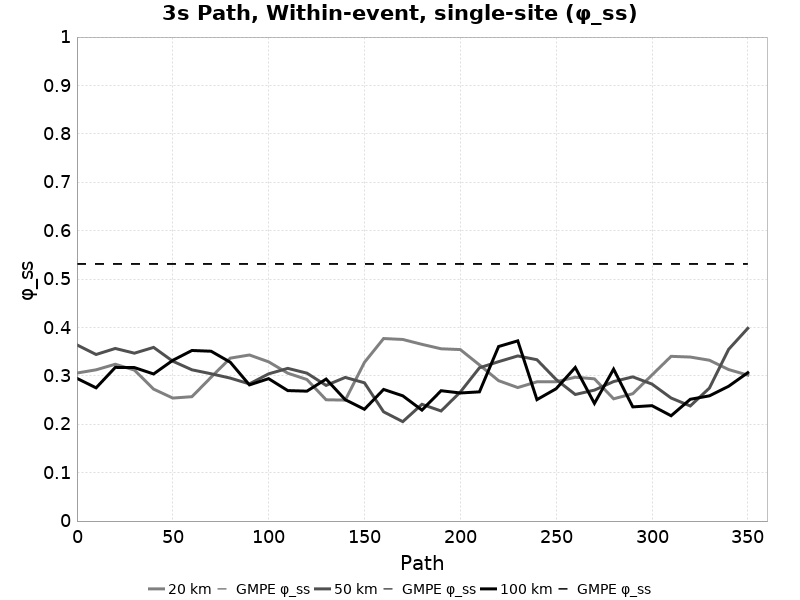 3s Path, Within-event, single-site (φ_ss)
1
0.9
0.8
0.7
0.6
0.5
0.4
0.3
0.2
0.1
0
φ_ss
0 50 100 150 200 250 300 350
Path
20 km GMPE φ_ss 50 km GMPE φ_ss 100 km GMPE φ_ss